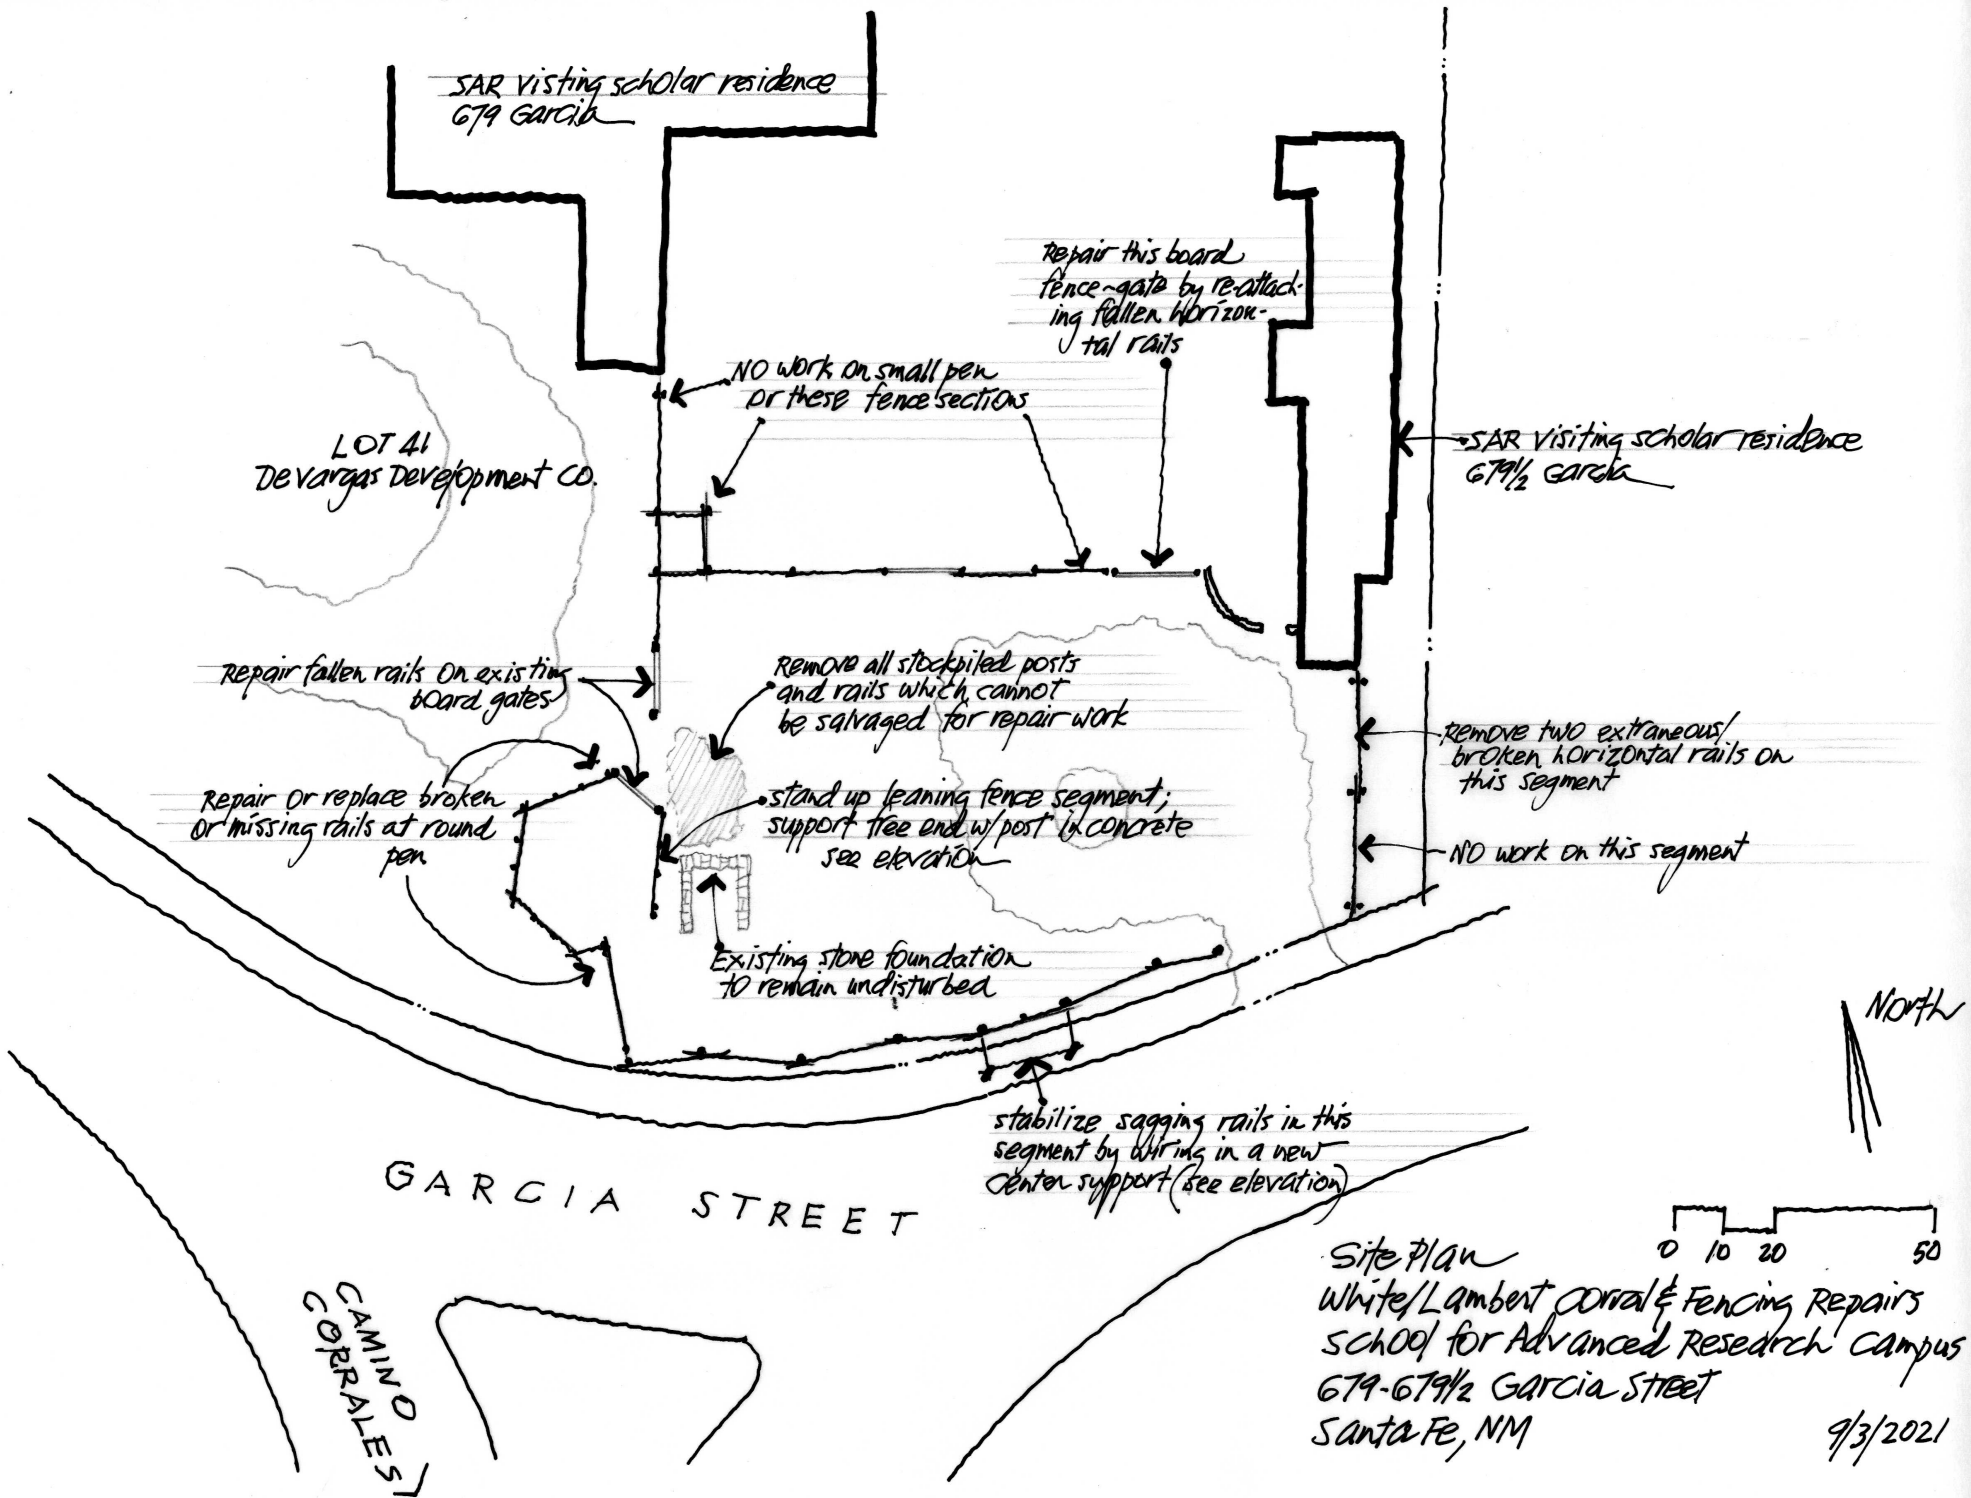 SAR Visting scholar residence
679 Garcia
Repair this board
fence-gate by re-attach-
ing fallen horizon-
tal rails
NO work on small pen
or these fence sections
LOT 41
DeVargas Development CO.
SAR Visiting scholar residence
679½ Garcia
Repair fallen rails on existing
board gates
Remove all stockpiled posts
and rails which cannot
be salvaged for repair work
Remove two extraneous/
broken horizontal rails on
this segment
Repair or replace broken
or missing rails at round
pen
stand up leaning fence segment;
support free end w/post in concrete
see elevation
NO work on this segment
Existing stone foundation
to remain undisturbed
North
stabilize sagging rails in this
segment by wiring in a new
center support (see elevation)
GARCIA STREET
CAMINO
CORRALES
0 10 20 50
Site Plan
White/Lambert Corral & Fencing Repairs
School for Advanced Research Campus
679-679½ Garcia Street
Santa Fe, NM
9/3/2021